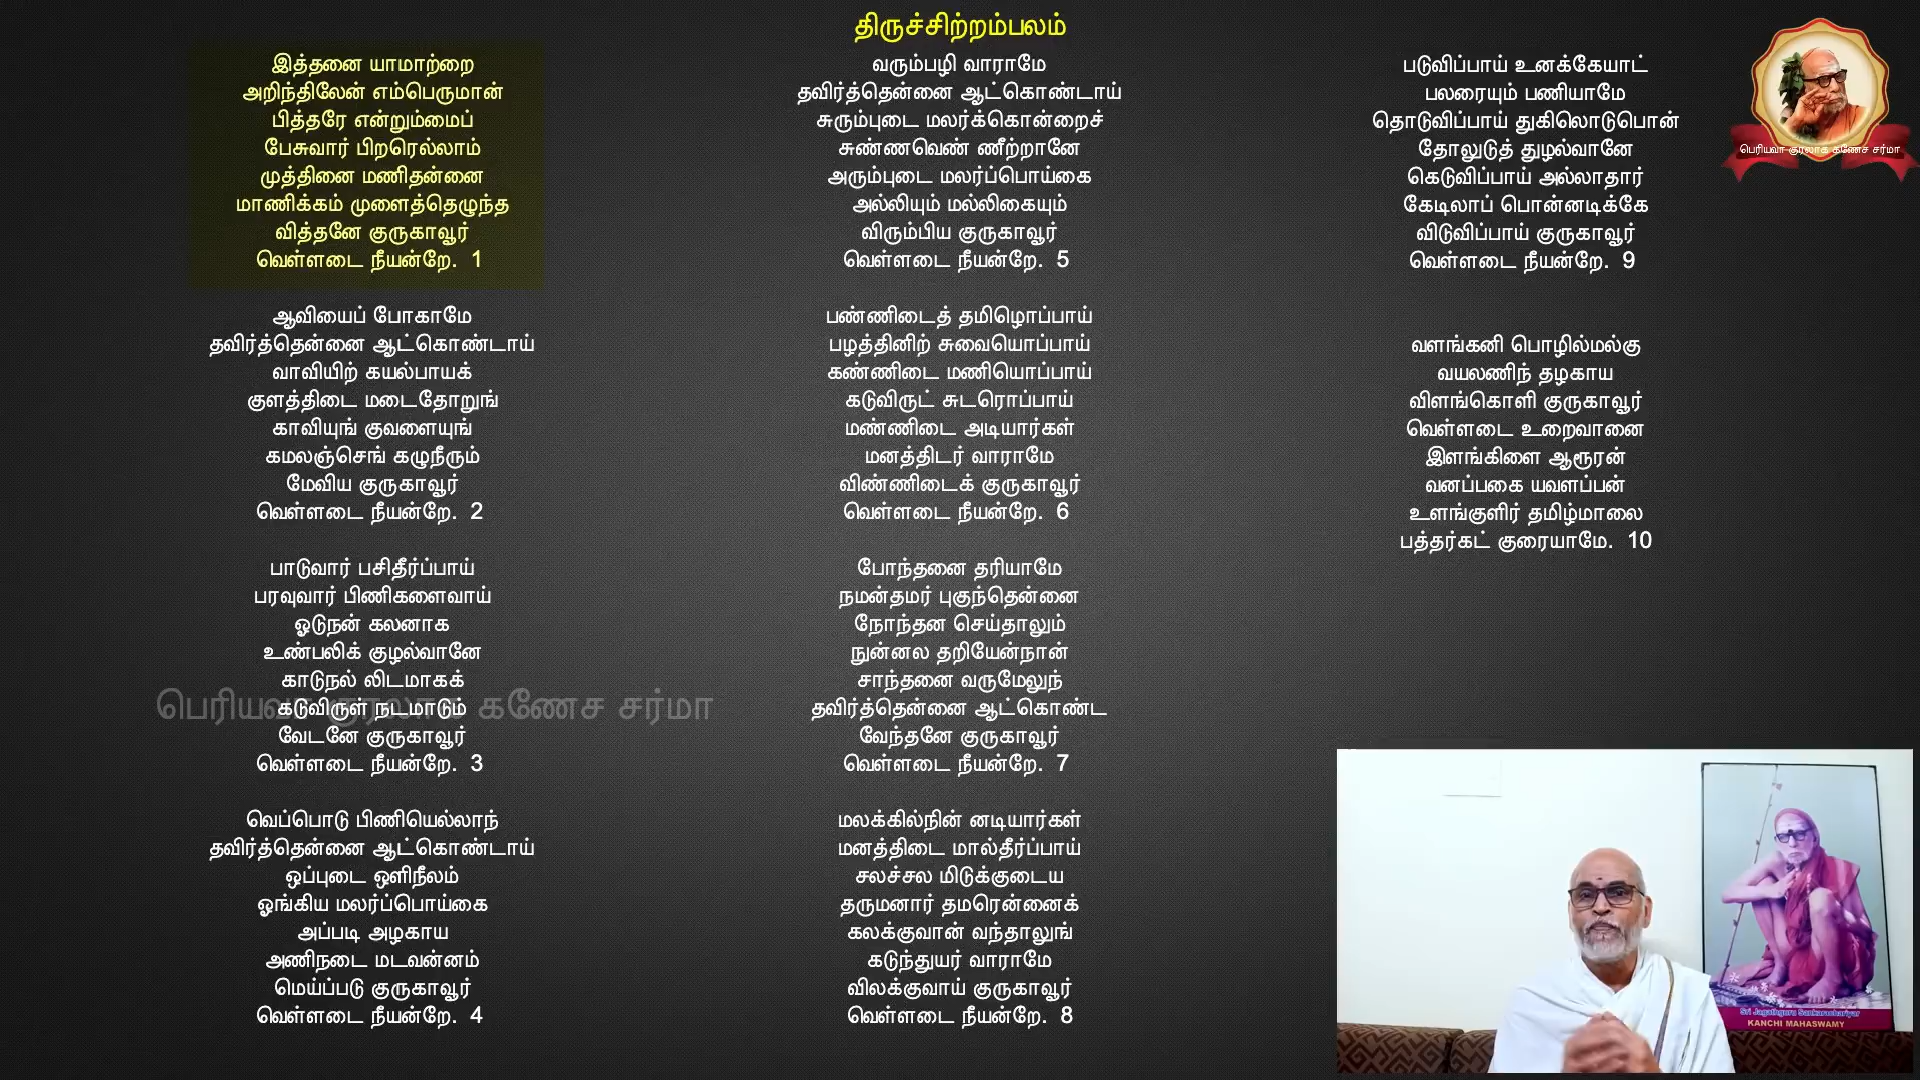 திருச்சிற்றம்பலம்
இத்தனை யாமாற்றை
அறிந்திலேன் எம்பெருமான்
பித்தரே என்றும்மைப்
பேசுவார் பிறரெல்லாம்
முத்தினை மணிதன்னை
மாணிக்கம் முளைத்தெழுந்த
வித்தனே குருகாவூர்
வெள்ளடை நீயன்றே. 1
ஆவியைப் போகாமே
தவிர்த்தென்னை ஆட்கொண்டாய்
வாவியிற் கயல்பாயக்
குளத்திடை மடைதோறுங்
காவியுங் குவளையுங்
கமலஞ்செங் கழுநீரும்
மேவிய குருகாவூர்
வெள்ளடை நீயன்றே. 2
பாடுவார் பசிதீர்ப்பாய்
பரவுவார் பிணிகளைவாய்
ஓடுநன் கலனாக
உண்பலிக் குழல்வானே
காடுநல் லிடமாகக்
கடுவிருள் நடமாடும்
வேடனே குருகாவூர்
வெள்ளடை நீயன்றே. 3
வெப்பொடு பிணியெல்லாந்
தவிர்த்தென்னை ஆட்கொண்டாய்
ஒப்புடை ஒளிநீலம்
ஓங்கிய மலர்ப்பொய்கை
அப்படி அழகாய
அணிநடை மடவன்னம்
மெய்ப்படு குருகாவூர்
வெள்ளடை நீயன்றே. 4
வரும்பழி வாராமே
தவிர்த்தென்னை ஆட்கொண்டாய்
சுரும்புடை மலர்க்கொன்றைச்
சுண்ணவெண் ணீற்றானே
அரும்புடை மலர்ப்பொய்கை
அல்லியும் மல்லிகையும்
விரும்பிய குருகாவூர்
வெள்ளடை நீயன்றே. 5
பண்ணிடைத் தமிழொப்பாய்
பழத்தினிற் சுவையொப்பாய்
கண்ணிடை மணியொப்பாய்
கடுவிருட் சுடரொப்பாய்
மண்ணிடை அடியார்கள்
மனத்திடர் வாராமே
விண்ணிடைக் குருகாவூர்
வெள்ளடை நீயன்றே. 6
போந்தனை தரியாமே
நமன்தமர் புகுந்தென்னை
நோந்தன செய்தாலும்
நுன்னல தறியேன்நான்
சாந்தனை வருமேலுந்
தவிர்த்தென்னை ஆட்கொண்ட
வேந்தனே குருகாவூர்
வெள்ளடை நீயன்றே. 7
மலக்கில்நின் னடியார்கள்
மனத்திடை மால்தீர்ப்பாய்
சலச்சல மிடுக்குடைய
தருமனார் தமரென்னைக்
கலக்குவான் வந்தாலுங்
கடுந்துயர் வாராமே
விலக்குவாய் குருகாவூர்
வெள்ளடை நீயன்றே. 8
படுவிப்பாய் உனக்கேயாட்
பலரையும் பணியாமே
தொடுவிப்பாய் துகிலொடுபொன்
தோலுடுத் துழல்வானே
கெடுவிப்பாய் அல்லாதார்
கேடிலாப் பொன்னடிக்கே
விடுவிப்பாய் குருகாவூர்
வெள்ளடை நீயன்றே. 9
வளங்கனி பொழில்மல்கு
வயலணிந் தழகாய
விளங்கொளி குருகாவூர்
வெள்ளடை உறைவானை
இளங்கிளை ஆரூரன்
வனப்பகை யவளப்பன்
உளங்குளிர் தமிழ்மாலை
பத்தர்கட் குரையாமே. 10
பெரியவா குரலாக கணேச சர்மா
பெரியவா குரலாக கணேச சர்மா
Sri Jagathguru Sankarachariyar
KANCHI MAHASWAMY